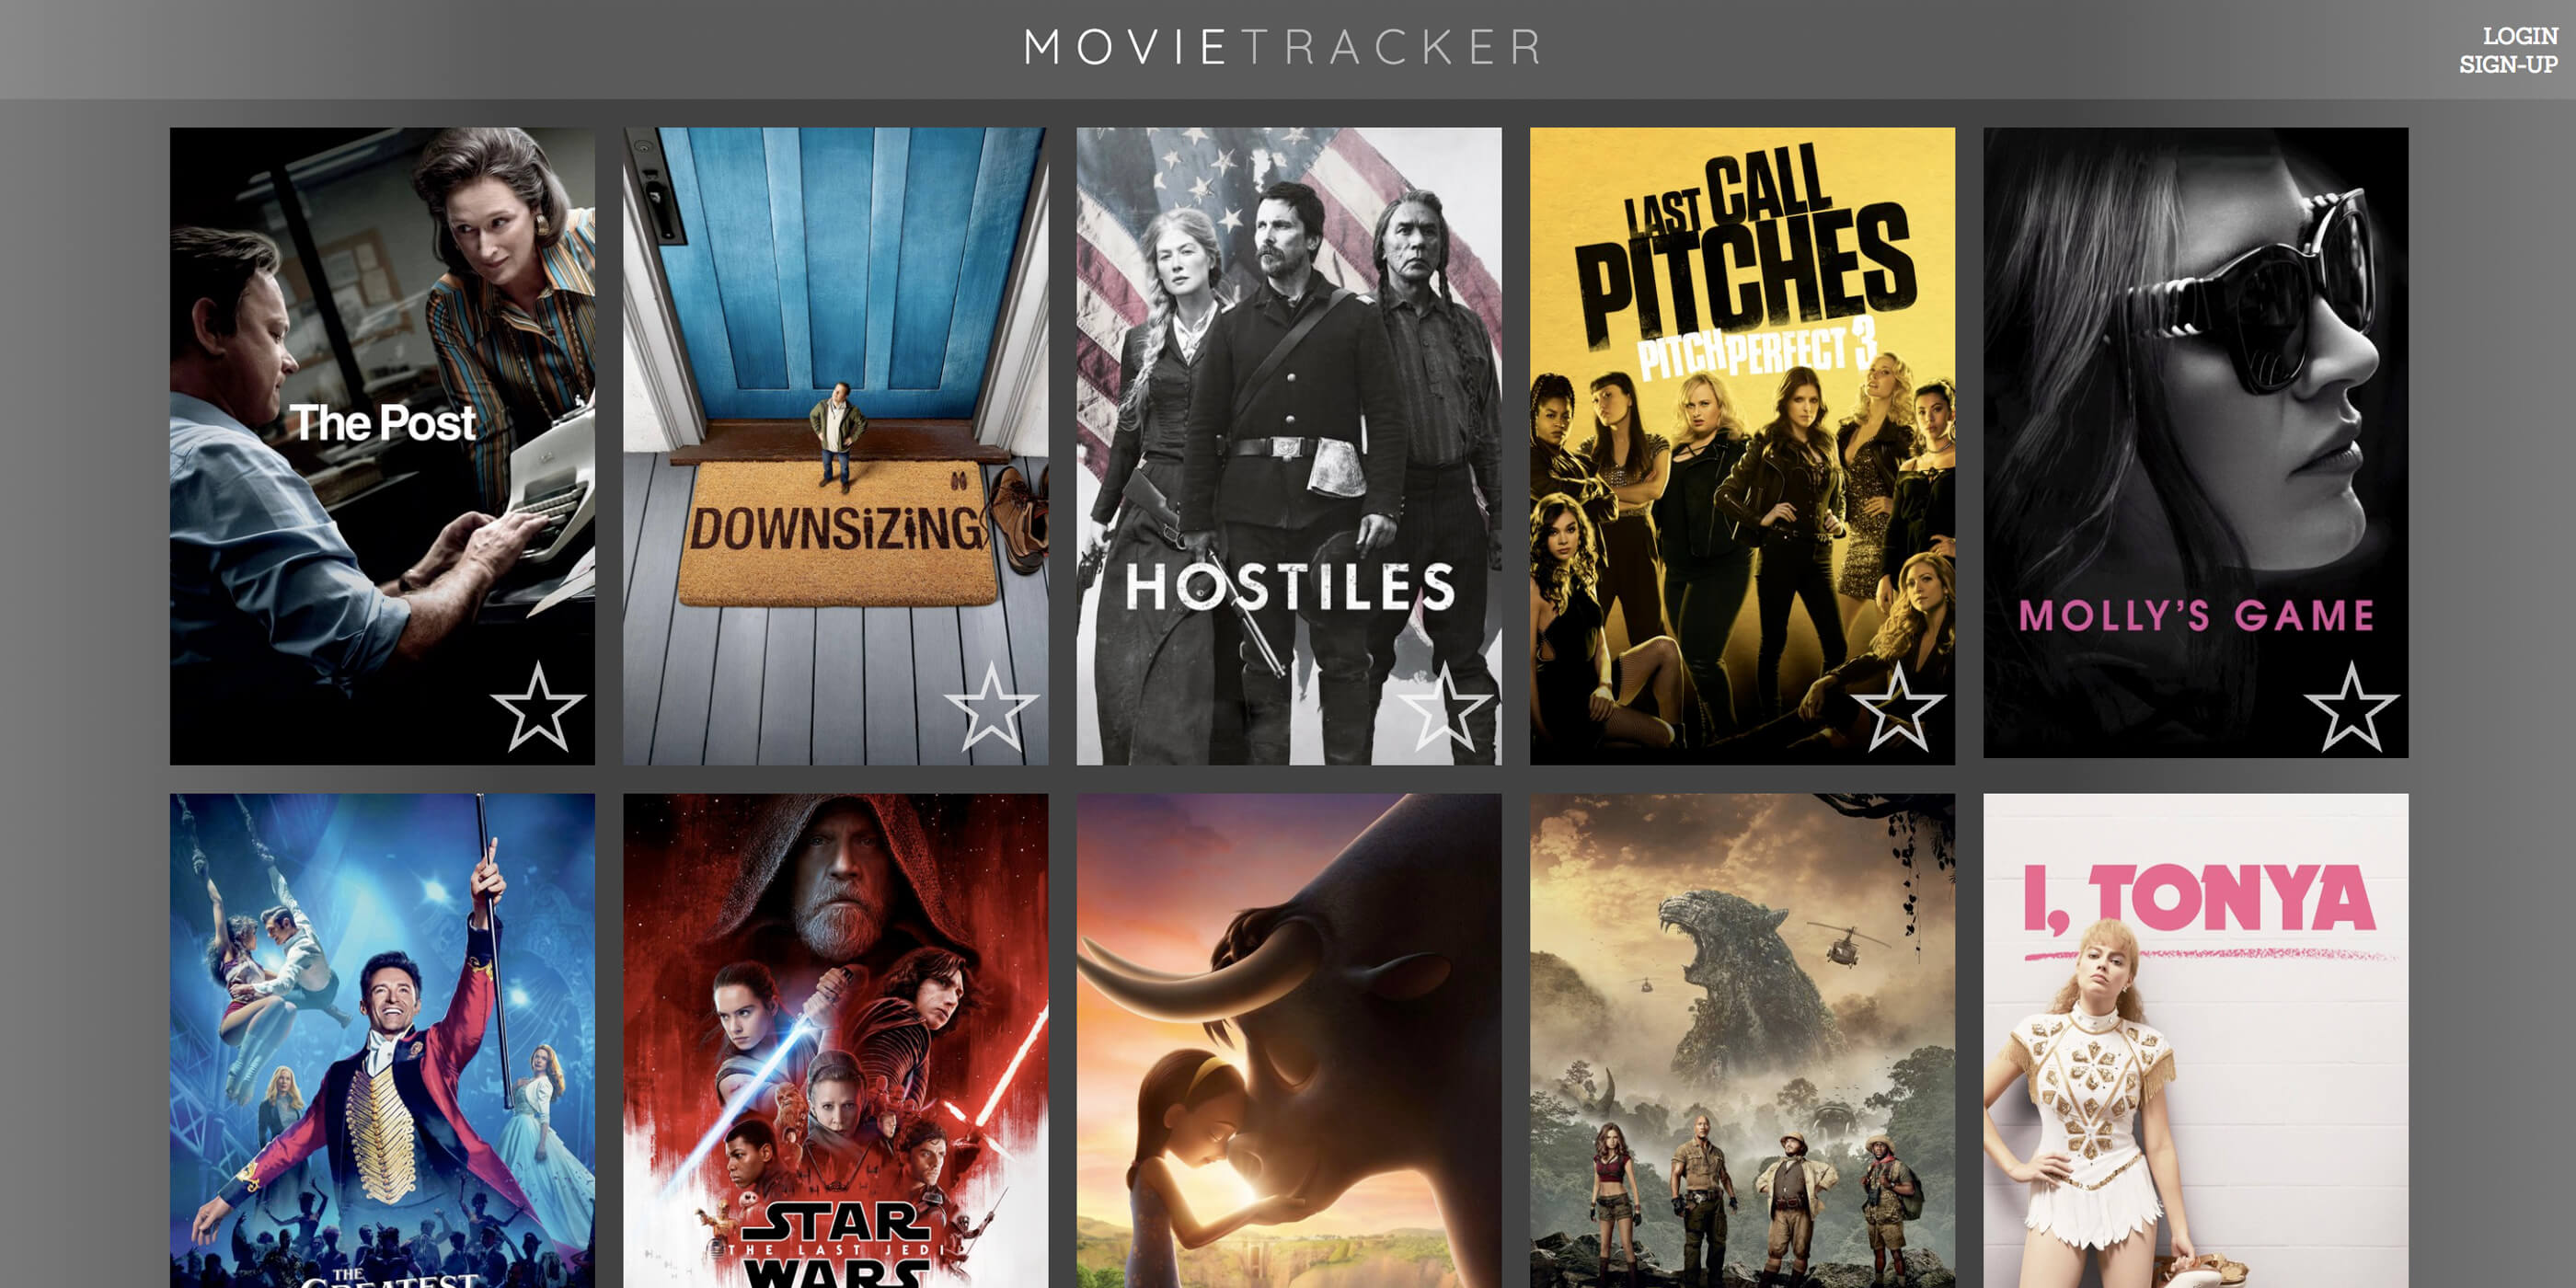 MOVIETRACKER
LOGIN
SIGN-UP
The Post
DOWNSiZiNG
HOSTILES
LAST CALL
PITCHES
PITCH PERFECT 3
MOLLY'S GAME
THE
GREATEST
STAR
THE LAST JEDI
WARS
I, TONYA